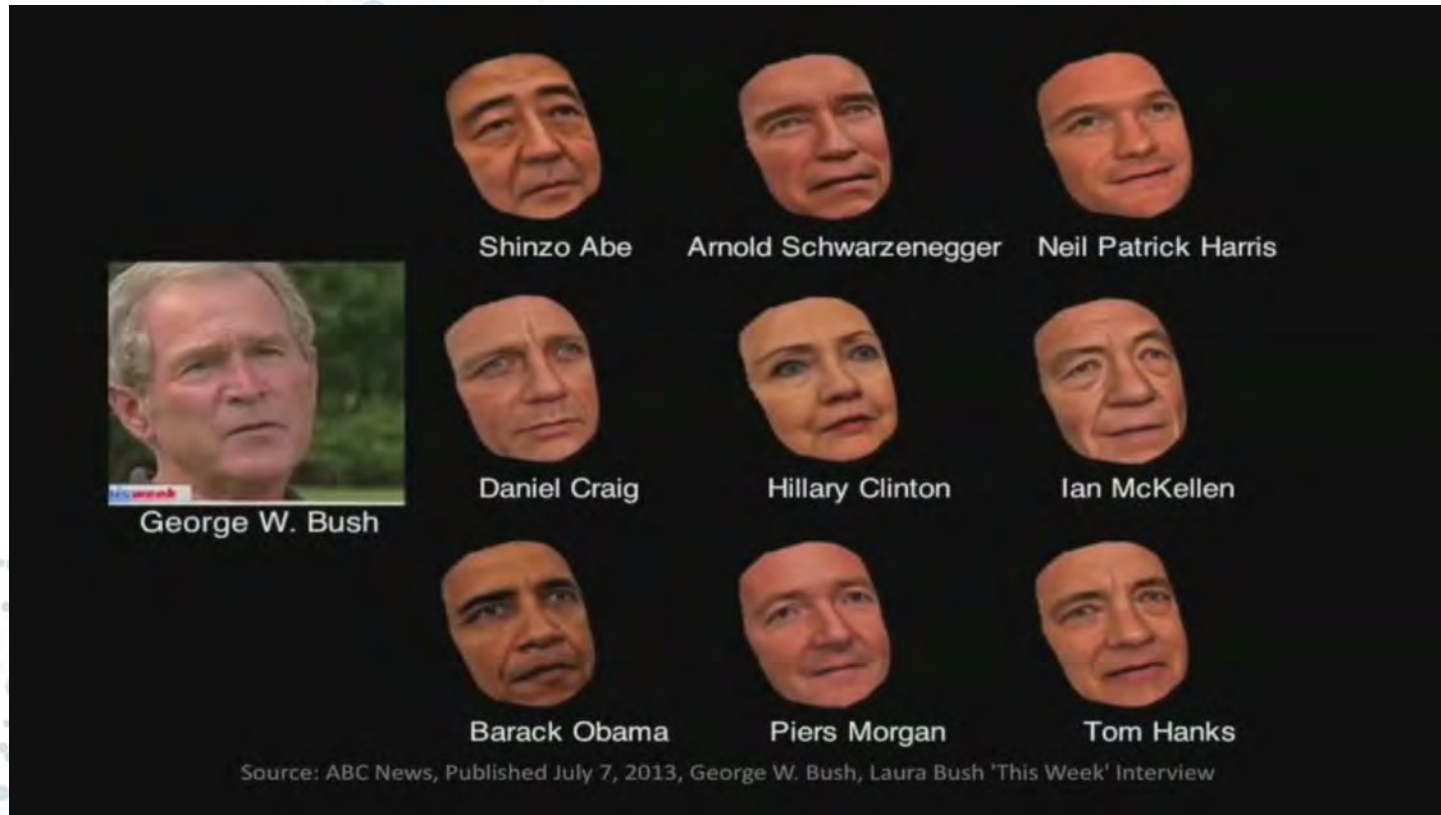 Shinzo Abe
Arnold Schwarzenegger
Neil Patrick Harris
isweek
George W. Bush
Daniel Craig
Hillary Clinton
Ian McKellen
Barack Obama
Piers Morgan
Tom Hanks
Source: ABC News, Published July 7, 2013, George W. Bush, Laura Bush 'This Week' Interview